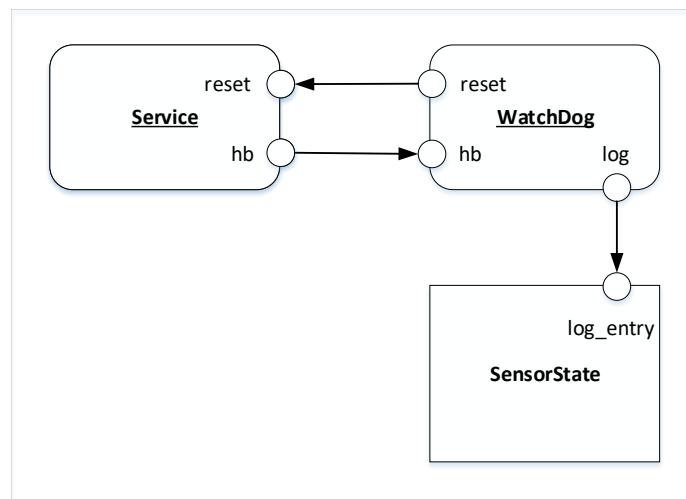 reset
reset
Service
WatchDog
hb
hb
log
log_entry
SensorState